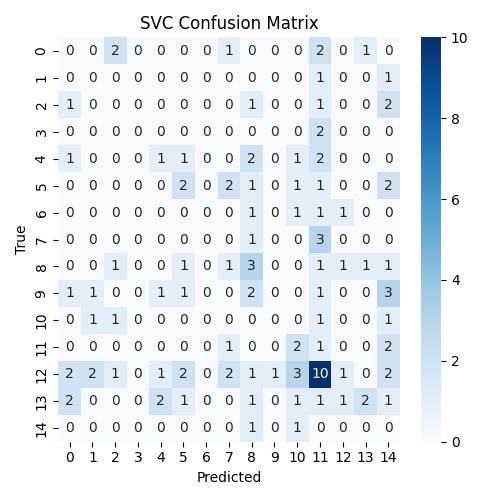 SVC Confusion Matrix
0 0 0 2 0 0 0 0 1 0 0 0 2 0 1 0
1 0 0 0 0 0 0 0 0 0 0 0 1 0 0 1
2 1 0 0 0 0 0 0 0 1 0 0 1 0 0 2
3 0 0 0 0 0 0 0 0 0 0 0 2 0 0 0
4 1 0 0 0 1 1 0 0 2 0 1 2 0 0 0
5 0 0 0 0 0 2 0 2 1 0 1 1 0 0 2
6 0 0 0 0 0 0 0 0 1 0 1 1 1 0 0
7 0 0 0 0 0 0 0 0 1 0 0 3 0 0 0
8 0 0 1 0 0 1 0 1 3 0 0 1 1 1 1
9 1 1 0 0 1 1 0 0 2 0 0 1 0 0 3
10 0 1 1 0 0 0 0 0 0 0 0 1 0 0 1
11 0 0 0 0 0 0 0 1 0 0 2 1 0 0 2
12 2 2 1 0 1 2 0 2 1 1 3 10 1 0 2
13 2 0 0 0 2 1 0 0 1 0 1 1 1 2 1
14 0 0 0 0 0 0 0 0 1 0 1 0 0 0 0
0 1 2 3 4 5 6 7 8 9 10 11 12 13 14
Predicted
True
10
8
6
4
2
0